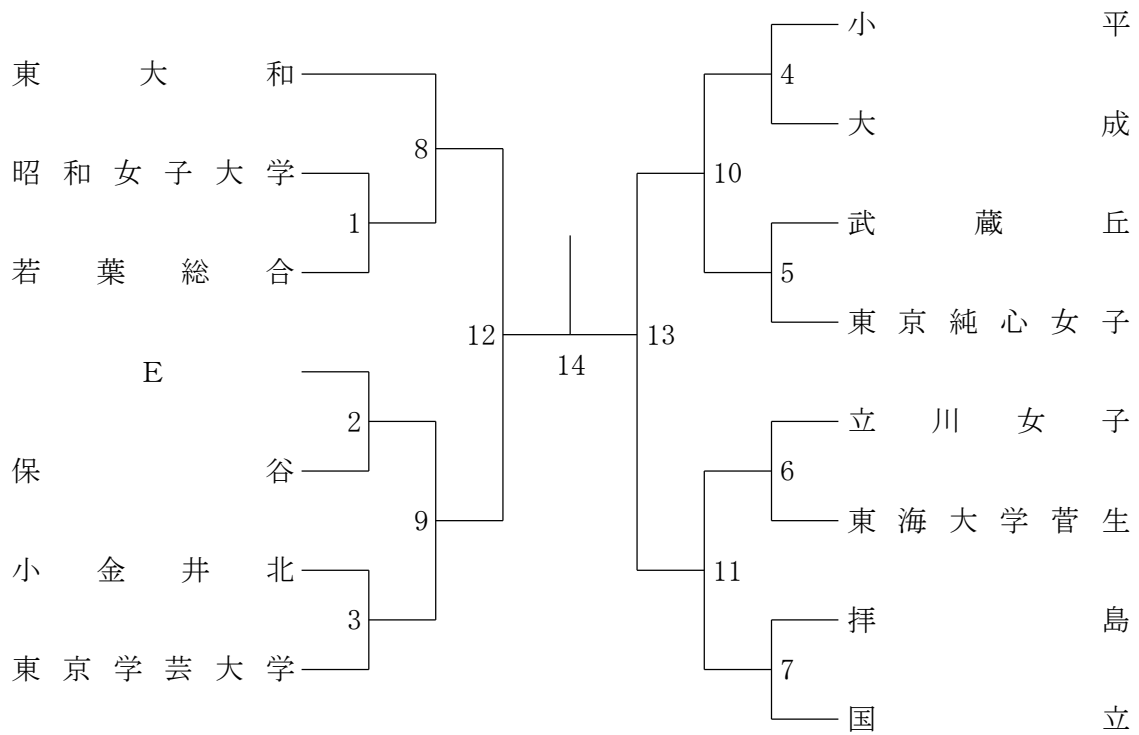 東大和
昭和女子大学
若葉総合
E
保谷
小金井北
東京学芸大学
1
2
3
8
9
12
14
13
10
11
4
5
6
7
小平
大成
武蔵丘
東京純心女子
立川女子
東海大学菅生
拝島
国立